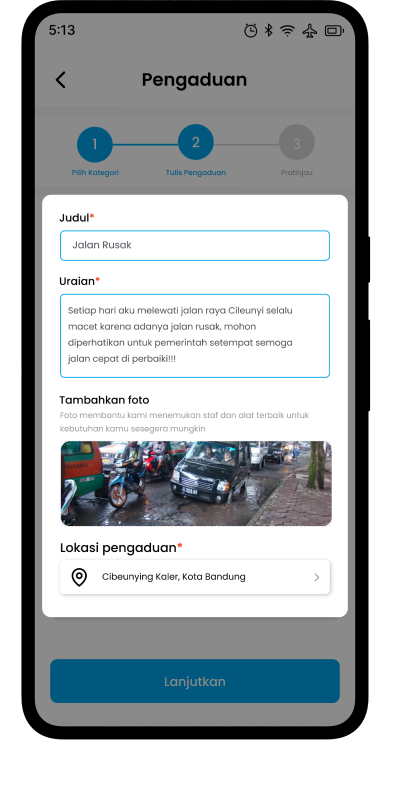 5:13
Pengaduan
1
2
3
Pilih Kategori
Tulis Pengaduan
Pratinjau
Judul*
Jalan Rusak
Uraian*
Setiap hari aku melewati jalan raya Cileunyi selalu
macet karena adanya jalan rusak, mohon
diperhatikan untuk pemerintah setempat semoga
jalan cepat di perbaiki!!!
Tambahkan foto
Foto membantu kami menemukan staf dan alat terbaik untuk
kebutuhan kamu sesegera mungkin
Lokasi pengaduan*
Cibeunying Kaler, Kota Bandung
Lanjutkan